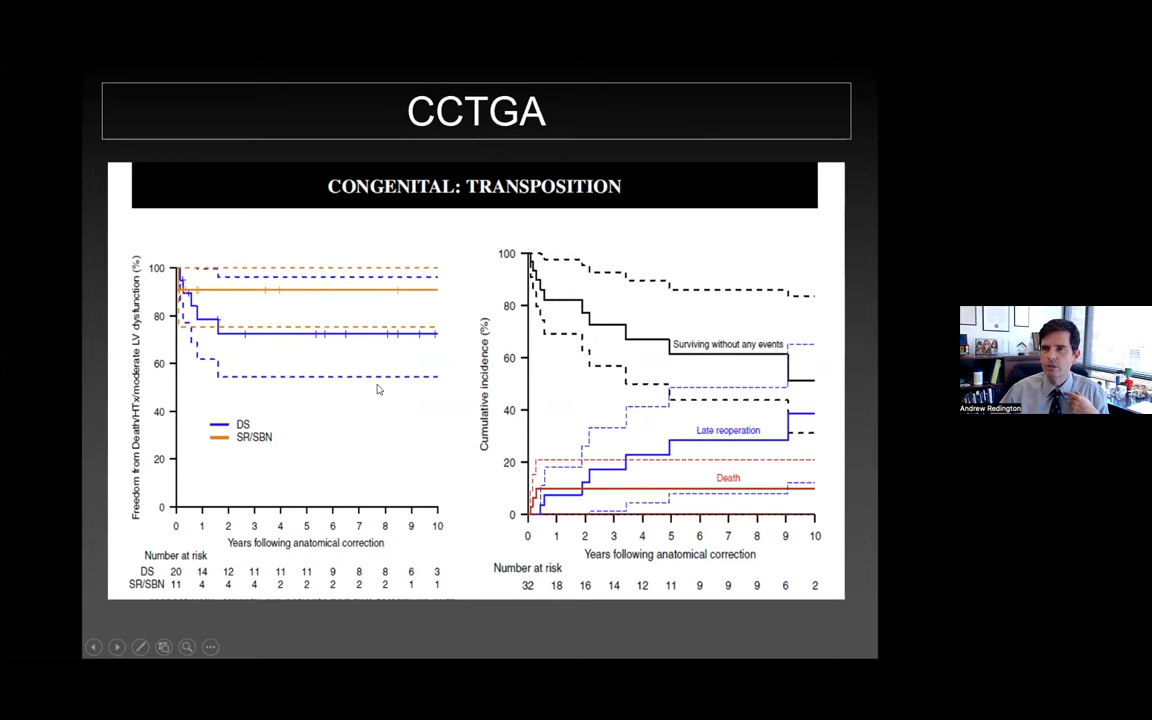 CCTGA
CONGENITAL: TRANSPOSITION
Freedom from Death/HTx/moderate LV dysfunction (%)
100
80
60
40
20
0
DS
SR/SBN
0 1 2 3 4 5 6 7 8 9 10
Years following anatomical correction
Number at risk
DS 20 14 12 11 11 11 9 8 8 6 3
SR/SBN 11 4 4 4 2 2 2 2 2 1 1
Cumulative incidence (%)
100
80
60
40
20
0
Surviving without any events
Late reoperation
Death
0 1 2 3 4 5 6 7 8 9 10
Years following anatomical correction
Number at risk
32 18 16 14 12 11 9 9 9 6 2
Andrew Redington